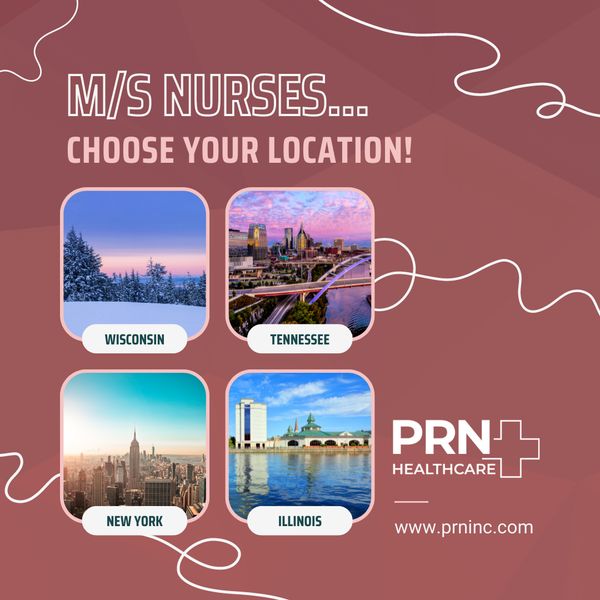 M/S NURSES...
CHOOSE YOUR LOCATION!
WISCONSIN
TENNESSEE
NEW YORK
ILLINOIS
PRN
HEALTHCARE
www.prninc.com